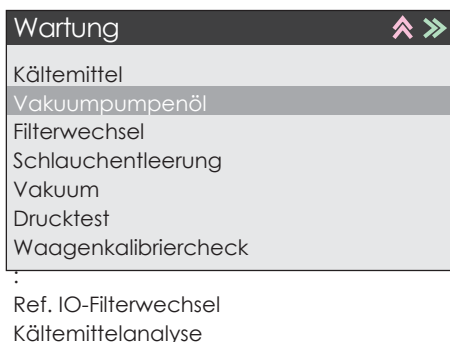 Wartung
Kältemittel
Vakuumpumpenöl
Filterwechsel
Schlauchentleerung
Vakuum
Drucktest
Waagenkalibriercheck
:
Ref. IO-Filterwechsel
Kältemittelanalyse